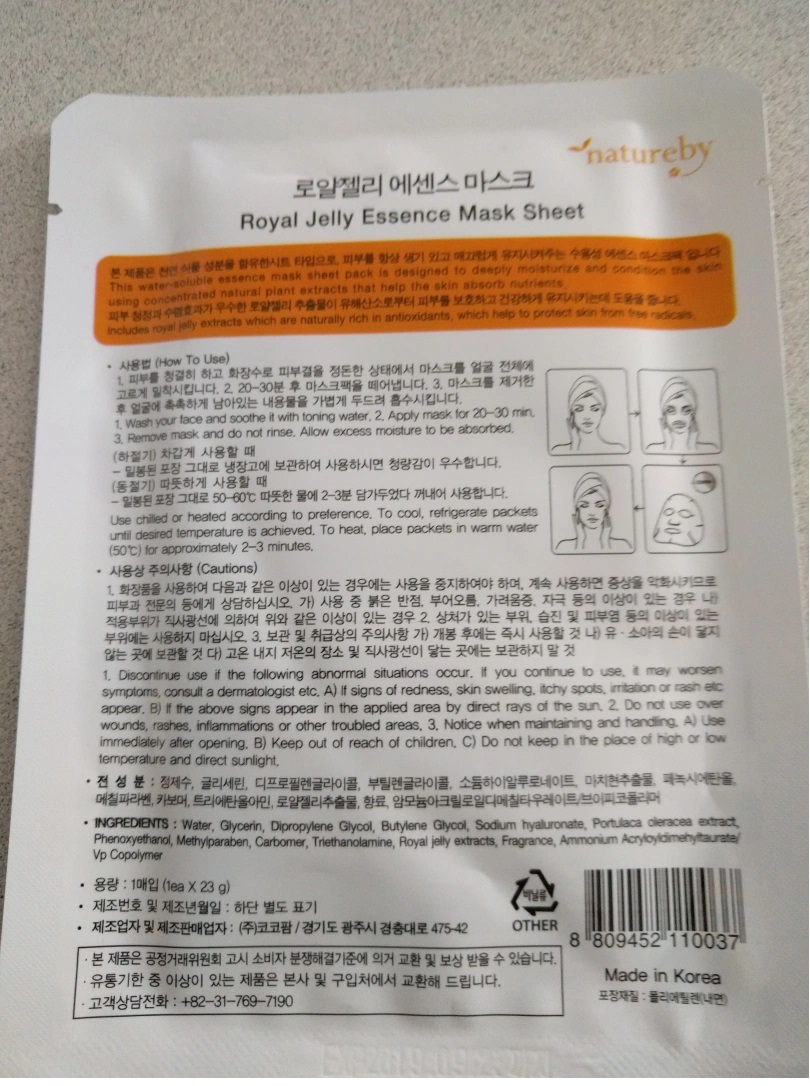 natureby
로얄젤리 에센스 마스크
Royal Jelly Essence Mask Sheet
본 제품은 천연 식물 성분을 함유한시트 타입으로, 피부를 항상 생기 있고 매끄럽게 유지시켜주는 수용성 에센스 마스크팩 입니다
This water-soluble essence mask sheet pack is designed to deeply moisturize and condition the skin
using concentrated natural plant extracts that help the skin absorb nutrients.
피부 청정과 수렴효과가 우수한 로얄젤리 추출물이 유해산소로부터 피부를 보호하고 건강하게 유지시키는데 도움을 줍니다.
Includes royal jelly extracts which are naturally rich in antioxidants, which help to protect skin from free radicals.
• 사용법 (How To Use)
1. 피부를 청결히 하고 화장수로 피부결을 정돈한 상태에서 마스크를 얼굴 전체에
고르게 밀착시킵니다. 2. 20-30분 후 마스크팩을 떼어냅니다. 3. 마스크를 제거한
후 얼굴에 촉촉하게 남아있는 내용물을 가볍게 두드려 흡수시킵니다.
1. Wash your face and soothe it with toning water. 2. Apply mask for 20-30 min.
3. Remove mask and do not rinse. Allow excess moisture to be absorbed.
(하절기) 차갑게 사용할 때
- 밀봉된 포장 그대로 냉장고에 보관하여 사용하시면 청량감이 우수합니다.
(동절기) 따뜻하게 사용할 때
- 밀봉된 포장 그대로 50-60℃ 따뜻한 물에 2-3분 담가두었다 꺼내어 사용합니다.
Use chilled or heated according to preference. To cool, refrigerate packets
until desired temperature is achieved. To heat, place packets in warm water
(50℃) for approximately 2-3 minutes.
• 사용상 주의사항 (Cautions)
1. 화장품을 사용하여 다음과 같은 이상이 있는 경우에는 사용을 중지하여야 하며, 계속 사용하면 증상을 악화시키므로
피부과 전문의 등에게 상담하십시오. 가) 사용 중 붉은 반점, 부어오름, 가려움증, 자극 등의 이상이 있는 경우 나)
적용부위가 직사광선에 의하여 위와 같은 이상이 있는 경우 2. 상처가 있는 부위, 습진 및 피부염 등의 이상이 있는
부위에는 사용하지 마십시오. 3. 보관 및 취급상의 주의사항 가) 개봉 후에는 즉시 사용할 것 나) 유·소아의 손이 닿지
않는 곳에 보관할 것 다) 고온 내지 저온의 장소 및 직사광선이 닿는 곳에는 보관하지 말 것
1. Discontinue use if the following abnormal situations occur. If you continue to use, it may worsen
symptoms, consult a dermatologist etc. A) If signs of redness, skin swelling, itchy spots, irritation or rash etc
appear. B) If the above signs appear in the applied area by direct rays of the sun. 2. Do not use over
wounds, rashes, inflammations or other troubled areas. 3. Notice when maintaining and handling. A) Use
immediately after opening. B) Keep out of reach of children. C) Do not keep in the place of high or low
temperature and direct sunlight.
• 전 성 분 : 정제수, 글리세린, 디프로필렌글라이콜, 부틸렌글라이콜, 소듐하이알루로네이트, 마치현추출물, 페녹시에탄올,
메칠파라벤, 카보머, 트리에탄올아민, 로얄젤리추출물, 향료, 암모늄아크릴로일디메칠타우레이트/브이피코폴리머
• INGREDIENTS : Water, Glycerin, Dipropylene Glycol, Butylene Glycol, Sodium hyaluronate, Portulaca oleracea extract,
Phenoxyethanol, Methylparaben, Carbomer, Triethanolamine, Royal jelly extracts, Fragrance, Ammonium Acryloyldimehyltaurate/
Vp Copolymer
• 용량 : 1매입 (1ea X 23 g)
• 제조번호 및 제조년월일 : 하단 별도 표기
• 제조업자 및 제조판매업자 : (주)코코팜 / 경기도 광주시 경충대로 475-42
비닐류
OTHER
8 809452 110037
· 본 제품은 공정거래위원회 고시 소비자 분쟁해결기준에 의거 교환 및 보상 받을 수 있습니다.
· 유통기한 중 이상이 있는 제품은 본사 및 구입처에서 교환해 드립니다.
· 고객상담전화 : +82-31-769-7190
Made in Korea
포장재질 : 폴리에틸렌(내면)